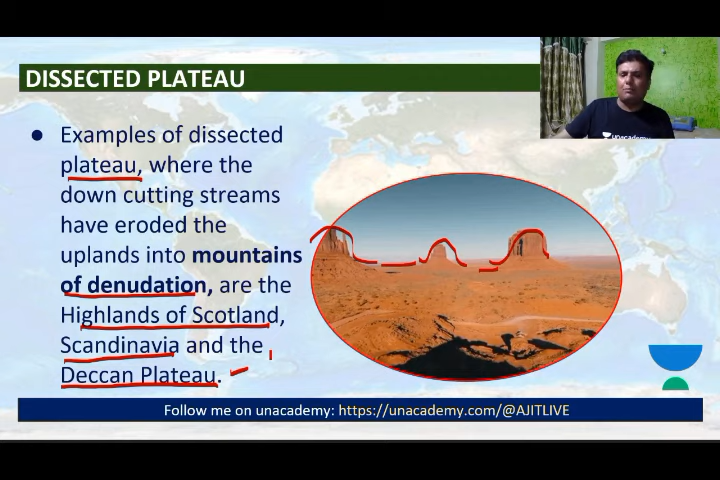 DISSECTED PLATEAU
● Examples of dissected
plateau, where the
down cutting streams
have eroded the
uplands into mountains
of denudation, are the
Highlands of Scotland,
Scandinavia and the
Deccan Plateau.
unacademy
Follow me on unacademy: https://unacademy.com/@AJITLIVE